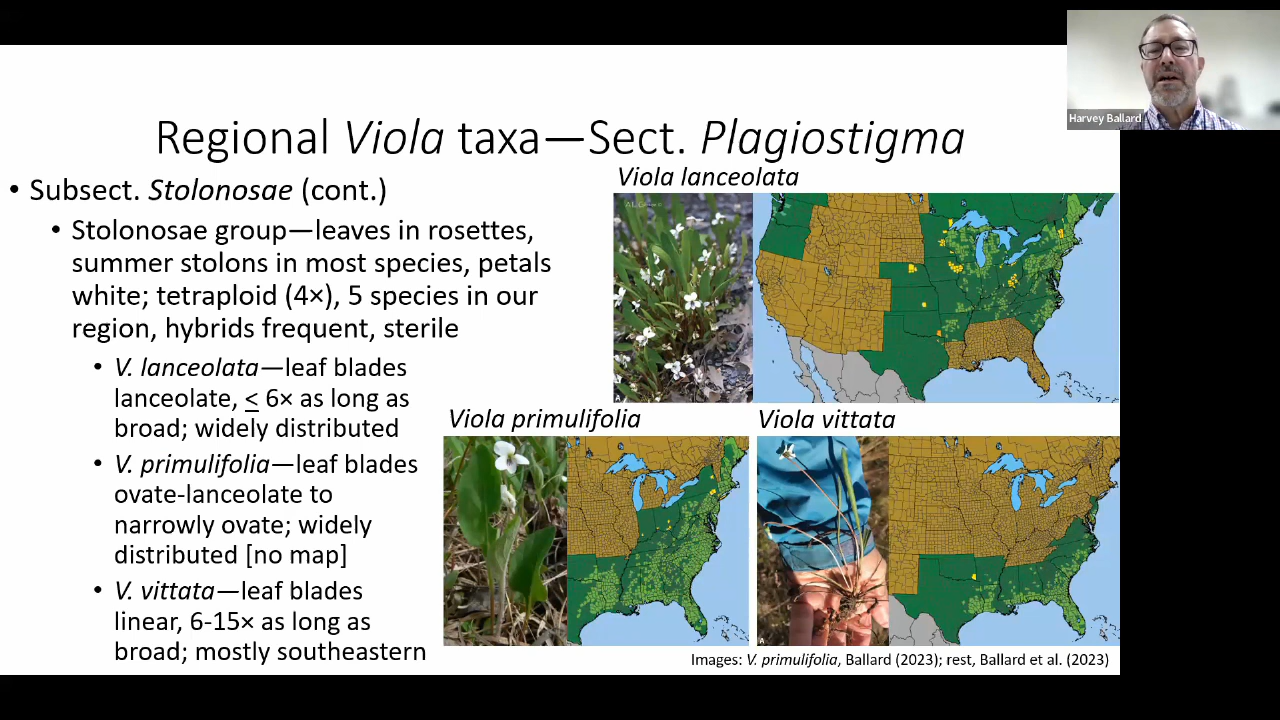 Harvey Ballard
Regional Viola taxa—Sect. Plagiostigma
• Subsect. Stolonosae (cont.)
• Stolonosae group—leaves in rosettes,
summer stolons in most species, petals
white; tetraploid (4×), 5 species in our
region, hybrids frequent, sterile
• V. lanceolata—leaf blades
lanceolate, < 6× as long as
broad; widely distributed
• V. primulifolia—leaf blades
ovate-lanceolate to
narrowly ovate; widely
distributed [no map]
• V. vittata—leaf blades
linear, 6-15× as long as
broad; mostly southeastern
Viola lanceolata
A
Viola primulifolia
Viola vittata
A
Images: V. primulifolia, Ballard (2023); rest, Ballard et al. (2023)